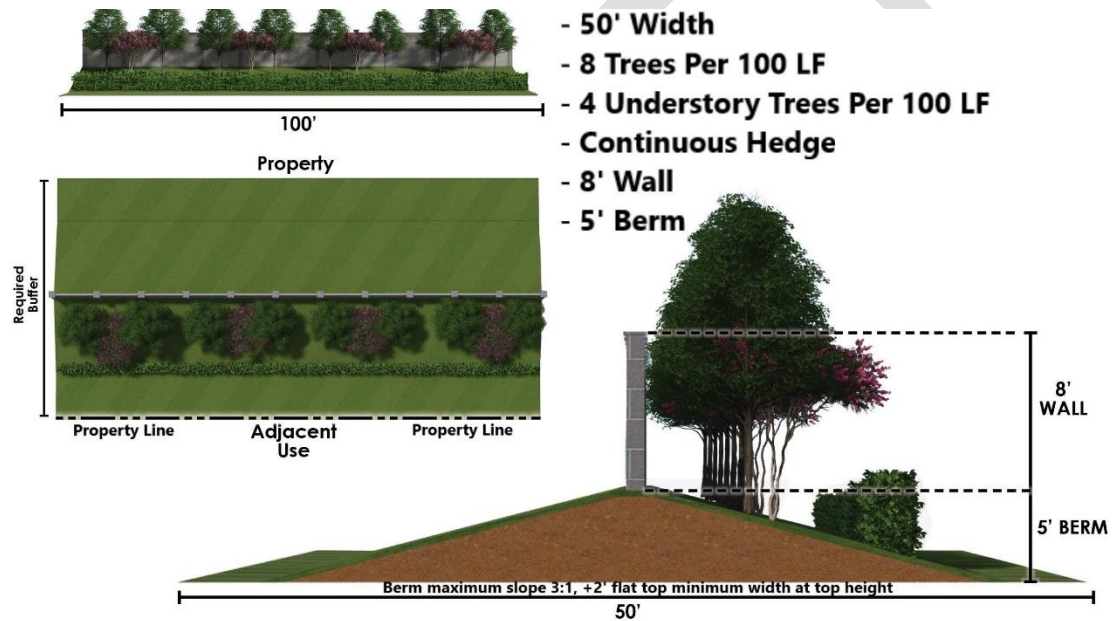 - 50' Width
- 8 Trees Per 100 LF
- 4 Understory Trees Per 100 LF
- Continuous Hedge
- 8' Wall
- 5' Berm
100'
Property
Required
Buffer
Property Line
Adjacent
Use
Property Line
8'
WALL
5' BERM
Berm maximum slope 3:1, +2' flat top minimum width at top height
50'